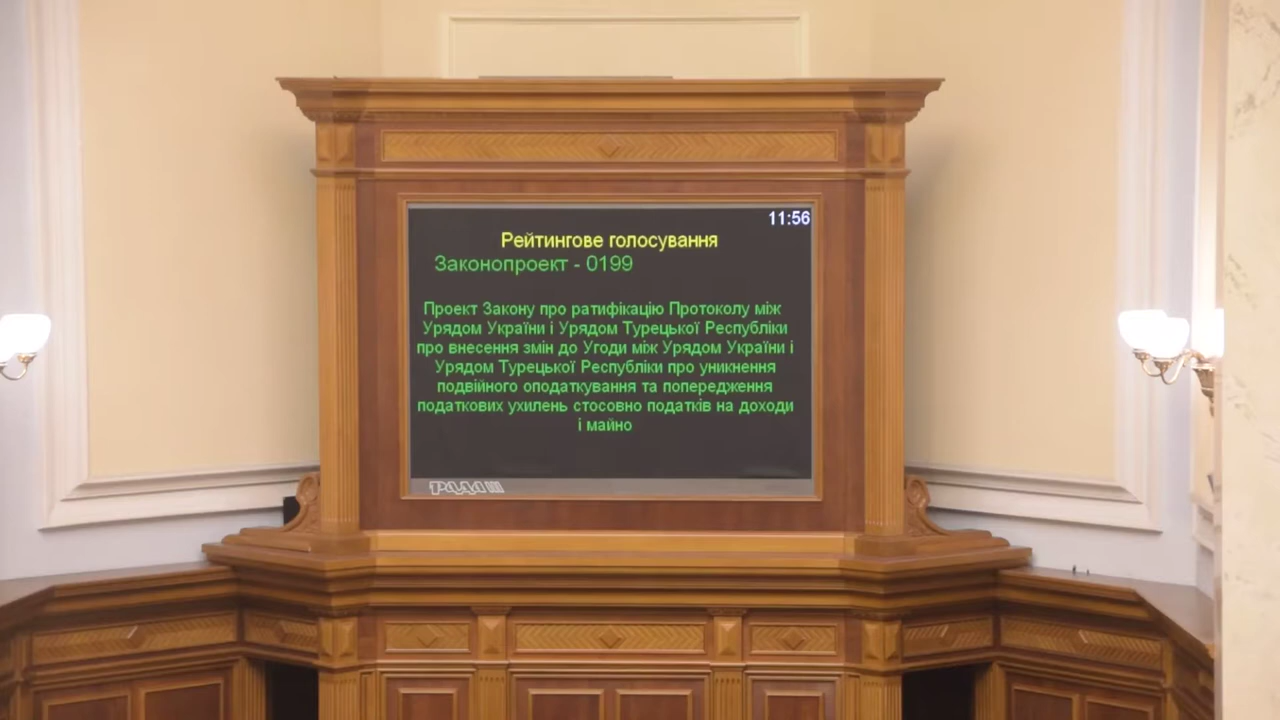 11:56
Рейтингове голосування
Законопроект - 0199
Проект Закону про ратифікацію Протоколу між
Урядом України і Урядом Турецької Республіки
про внесення змін до Угоди між Урядом України і
Урядом Турецької Республіки про уникнення
подвійного оподаткування та попередження
податкових ухилень стосовно податків на доходи
і майно
РАДА III